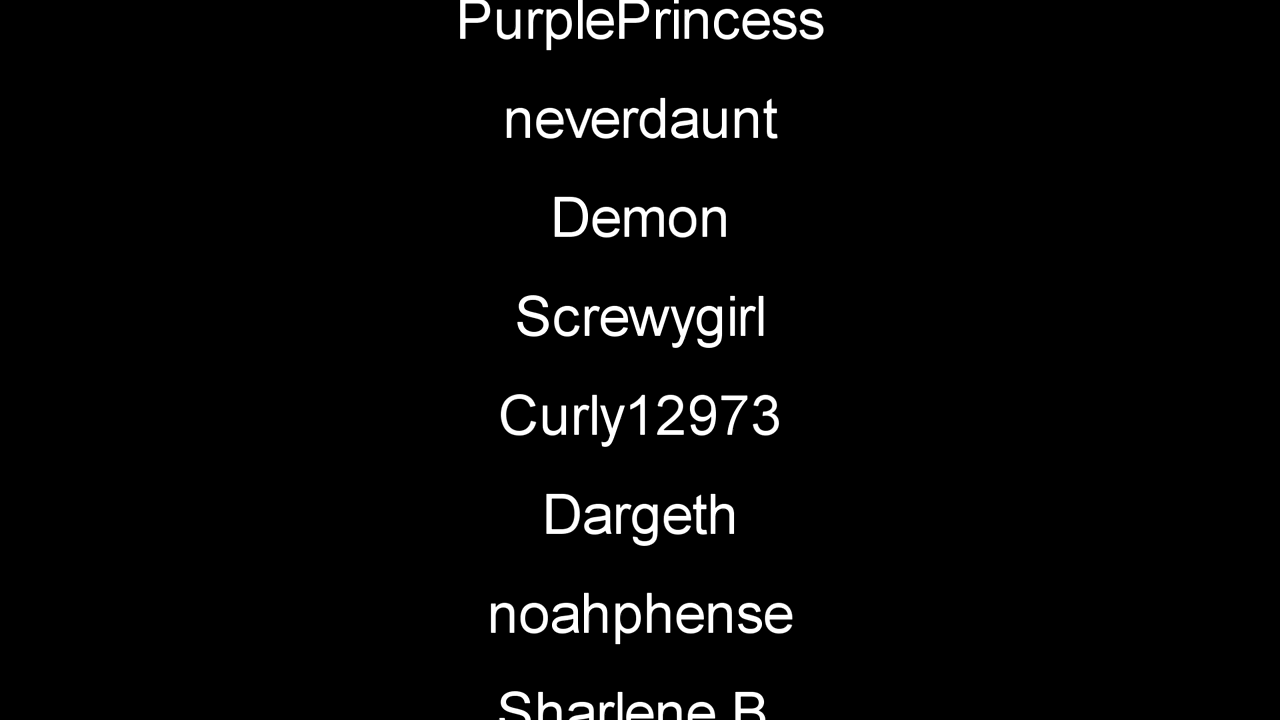 PurplePrincess
neverdaunt
Demon
Screwygirl
Curly12973
Dargeth
noahphense
Sharlene B